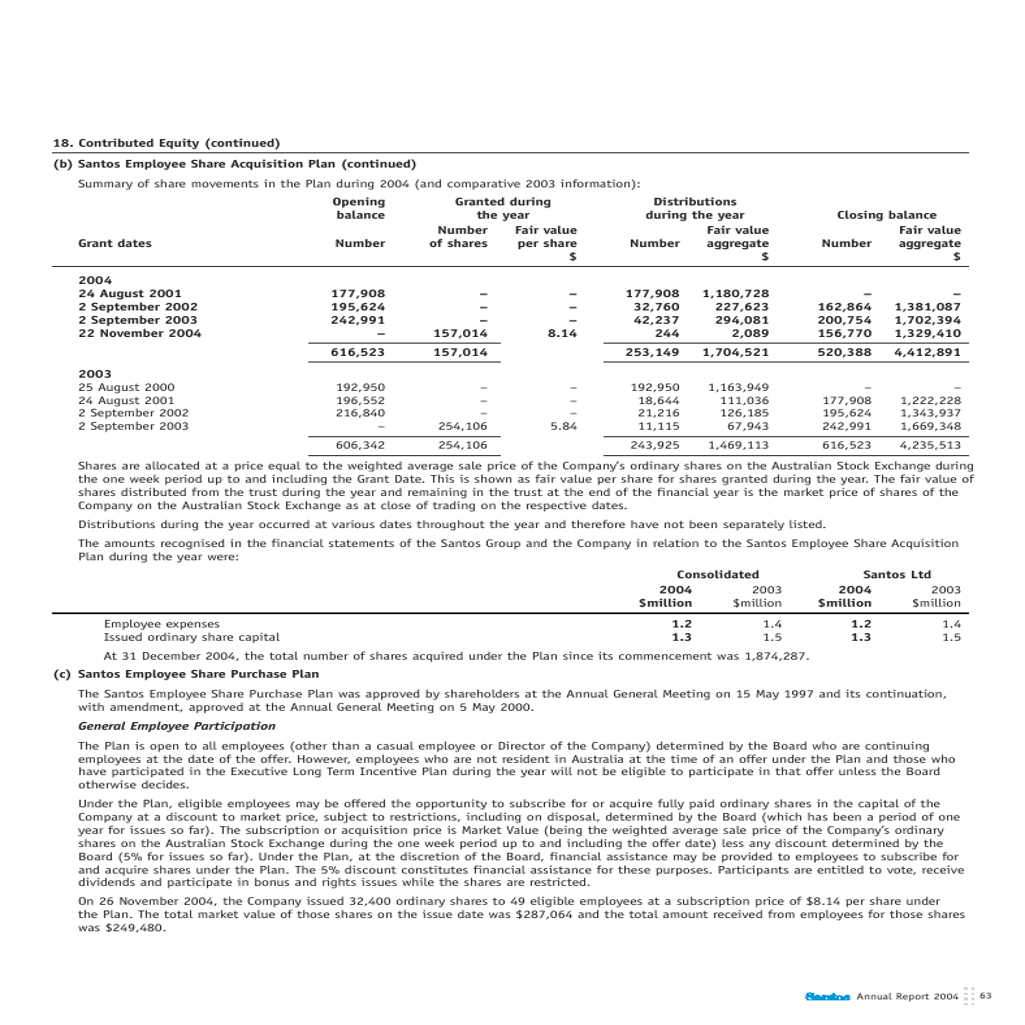 18. Contributed Equity (continued)
(b) Santos Employee Share Acquisition Plan (continued)
Summary of share movements in the Plan during 2004 (and comparative 2003 information):
Opening Granted during Distributions
balance the year during the year Closing balance
Number Fair value Fair value Fair value
Grant dates Number of shares per share Number aggregate Number aggregate
$ $ $
2004
24 August 2001 177,908 – – 177,908 1,180,728 – –
2 September 2002 195,624 – – 32,760 227,623 162,864 1,381,087
2 September 2003 242,991 – – 42,237 294,081 200,754 1,702,394
22 November 2004 – 157,014 8.14 244 2,089 156,770 1,329,410
616,523 157,014 253,149 1,704,521 520,388 4,412,891
2003
25 August 2000 192,950 – – 192,950 1,163,949 – –
24 August 2001 196,552 – – 18,644 111,036 177,908 1,222,228
2 September 2002 216,840 – – 21,216 126,185 195,624 1,343,937
2 September 2003 – 254,106 5.84 11,115 67,943 242,991 1,669,348
606,342 254,106 243,925 1,469,113 616,523 4,235,513
Shares are allocated at a price equal to the weighted average sale price of the Company's ordinary shares on the Australian Stock Exchange during
the one week period up to and including the Grant Date. This is shown as fair value per share for shares granted during the year. The fair value of
shares distributed from the trust during the year and remaining in the trust at the end of the financial year is the market price of shares of the
Company on the Australian Stock Exchange as at close of trading on the respective dates.
Distributions during the year occurred at various dates throughout the year and therefore have not been separately listed.
The amounts recognised in the financial statements of the Santos Group and the Company in relation to the Santos Employee Share Acquisition
Plan during the year were:
Consolidated Santos Ltd
2004 2003 2004 2003
$million $million $million $million
Employee expenses 1.2 1.4 1.2 1.4
Issued ordinary share capital 1.3 1.5 1.3 1.5
At 31 December 2004, the total number of shares acquired under the Plan since its commencement was 1,874,287.
(c) Santos Employee Share Purchase Plan
The Santos Employee Share Purchase Plan was approved by shareholders at the Annual General Meeting on 15 May 1997 and its continuation,
with amendment, approved at the Annual General Meeting on 5 May 2000.
General Employee Participation
The Plan is open to all employees (other than a casual employee or Director of the Company) determined by the Board who are continuing
employees at the date of the offer. However, employees who are not resident in Australia at the time of an offer under the Plan and those who
have participated in the Executive Long Term Incentive Plan during the year will not be eligible to participate in that offer unless the Board
otherwise decides.
Under the Plan, eligible employees may be offered the opportunity to subscribe for or acquire fully paid ordinary shares in the capital of the
Company at a discount to market price, subject to restrictions, including on disposal, determined by the Board (which has been a period of one
year for issues so far). The subscription or acquisition price is Market Value (being the weighted average sale price of the Company's ordinary
shares on the Australian Stock Exchange during the one week period up to and including the offer date) less any discount determined by the
Board (5% for issues so far). Under the Plan, at the discretion of the Board, financial assistance may be provided to employees to subscribe for
and acquire shares under the Plan. The 5% discount constitutes financial assistance for these purposes. Participants are entitled to vote, receive
dividends and participate in bonus and rights issues while the shares are restricted.
On 26 November 2004, the Company issued 32,400 ordinary shares to 49 eligible employees at a subscription price of $8.14 per share under
the Plan. The total market value of those shares on the issue date was $287,064 and the total amount received from employees for those shares
was $249,480.
Santos Annual Report 2004 63